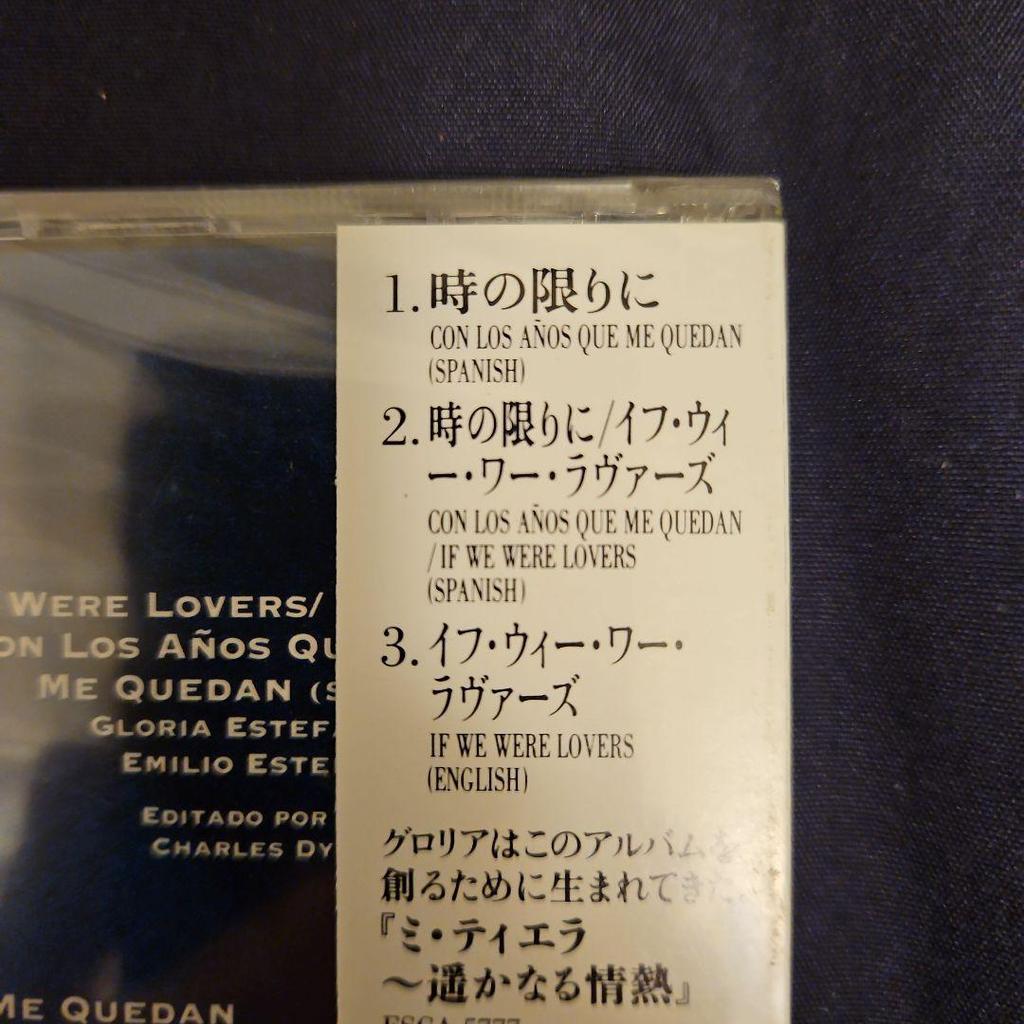 WERE LOVERS/
ON LOS AÑOS QU
ME QUEDAN (S
GLORIA ESTEFA
EMILIO ESTE
EDITADO POR
CHARLES DY
ME QUEDAN
1.時の限りに
CON LOS AÑOS QUE ME QUEDAN
(SPANISH)
2.時の限りに/イフ・ウィ
ー・ワー・ラヴァーズ
CON LOS AÑOS QUE ME QUEDAN
/IF WE WERE LOVERS
(SPANISH)
3.イフ・ウィー・ワー・
ラヴァーズ
IF WE WERE LOVERS
(ENGLISH)
グロリアはこのアルバムを
創るために生まれてきた。
『ミ・ティエラ
〜遥かなる情熱』